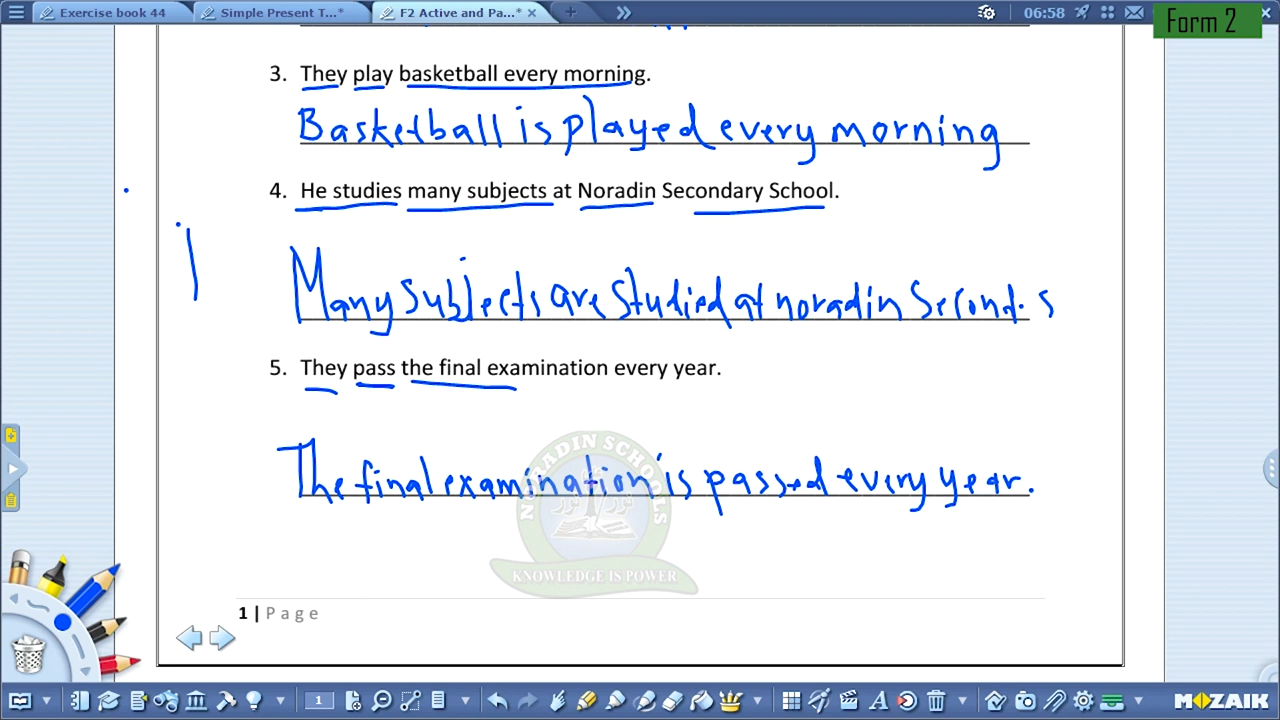 Exercise book 44
Simple Present T...*
F2 Active and Pa...*
06:58
Form 2
3. They play basketball every morning.
Basketball is played every morning
4. He studies many subjects at Noradin Secondary School.
Many Subjects are studied at noradin Second. s
5. They pass the final examination every year.
The final examination is passed every year.
NORADIN SCHOOLS
KNOWLEDGE IS POWER
1 | Page
1
MOZAIK